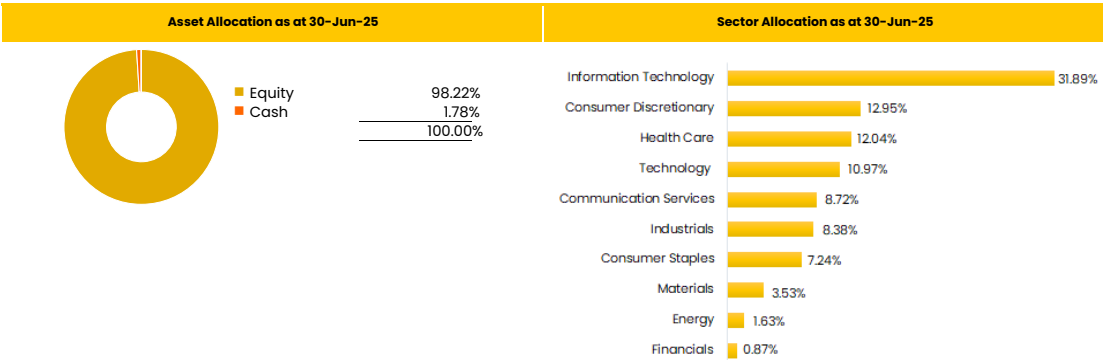 Asset Allocation as at 30-Jun-25
Equity 98.22%
Cash 1.78%
100.00%
Sector Allocation as at 30-Jun-25
Information Technology 31.89%
Consumer Discretionary 12.95%
Health Care 12.04%
Technology 10.97%
Communication Services 8.72%
Industrials 8.38%
Consumer Staples 7.24%
Materials 3.53%
Energy 1.63%
Financials 0.87%